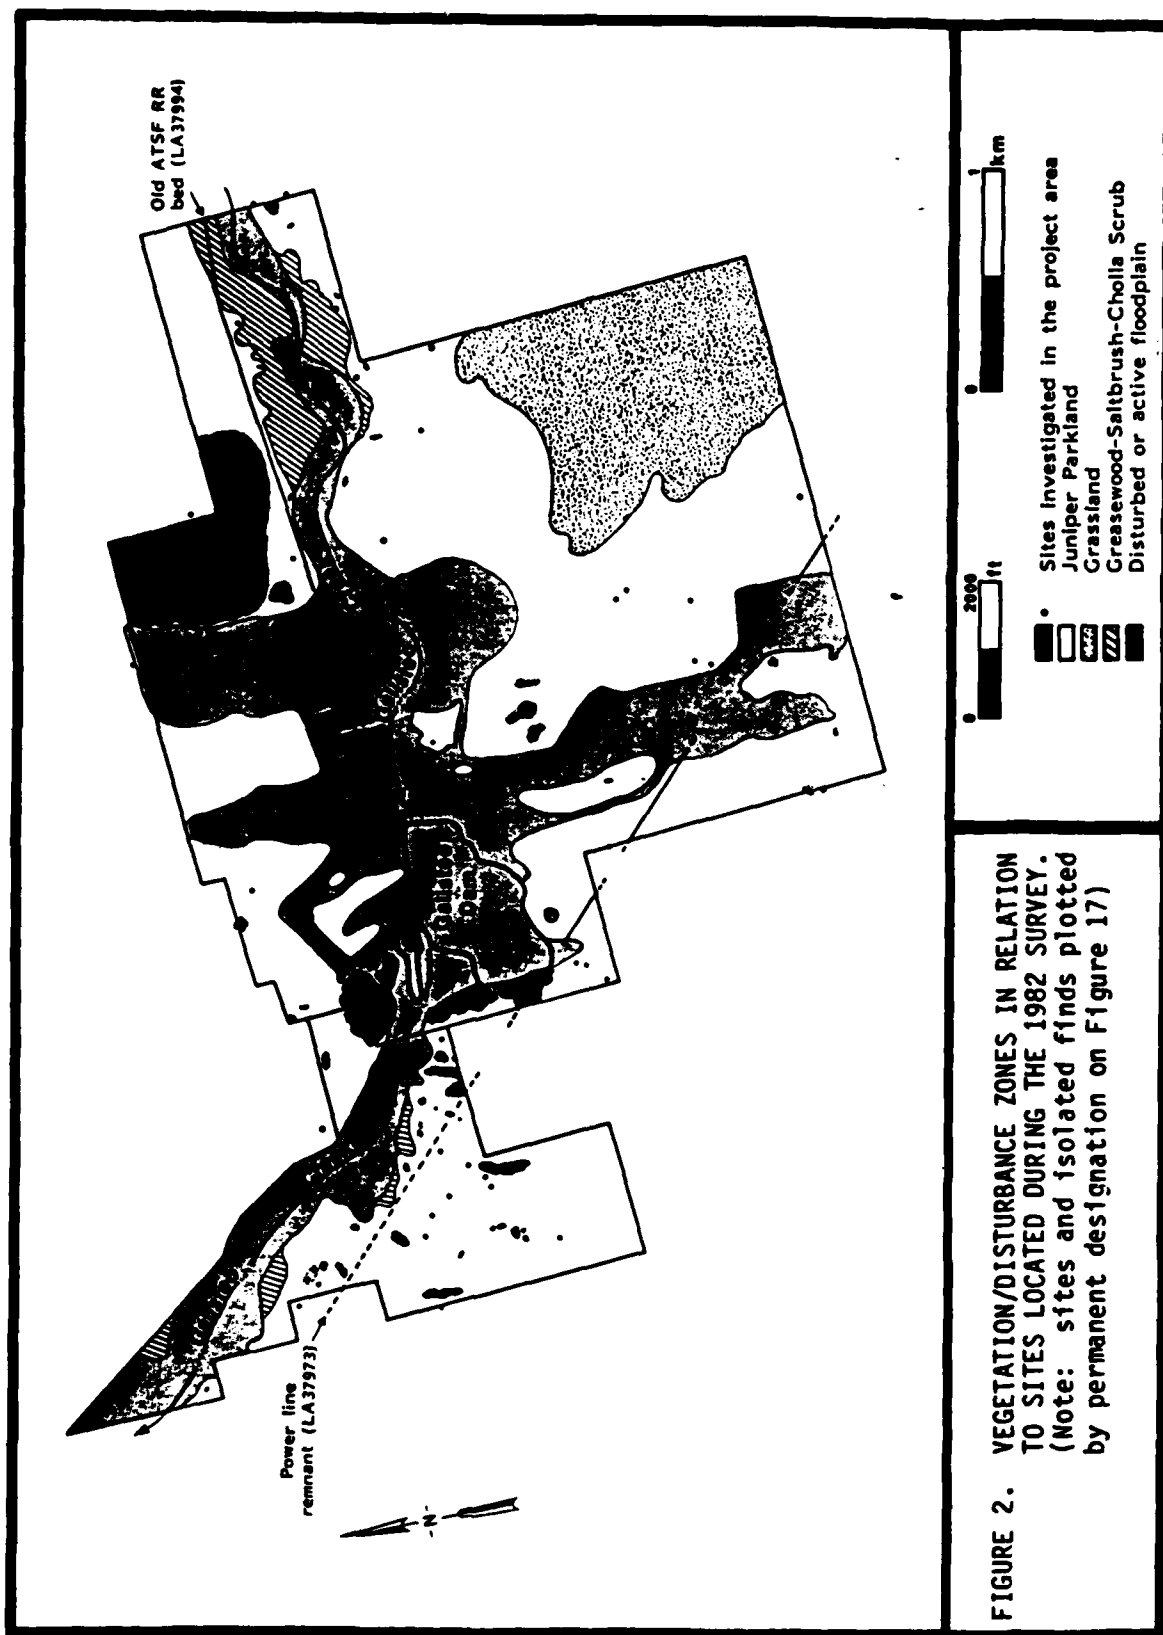 Old ATSF RR
bed (LA37994)
Power line
remnant (LA37973)
Galisteo
Dam
-N-
FIGURE 2. VEGETATION/DISTURBANCE ZONES IN RELATION
TO SITES LOCATED DURING THE 1982 SURVEY.
(Note: sites and isolated finds plotted
by permanent designation on Figure 17)
0 2000 ft
0 1 km
Sites investigated in the project area
Juniper Parkland
Grassland
Greasewood-Saltbrush-Cholla Scrub
Disturbed or active floodplain